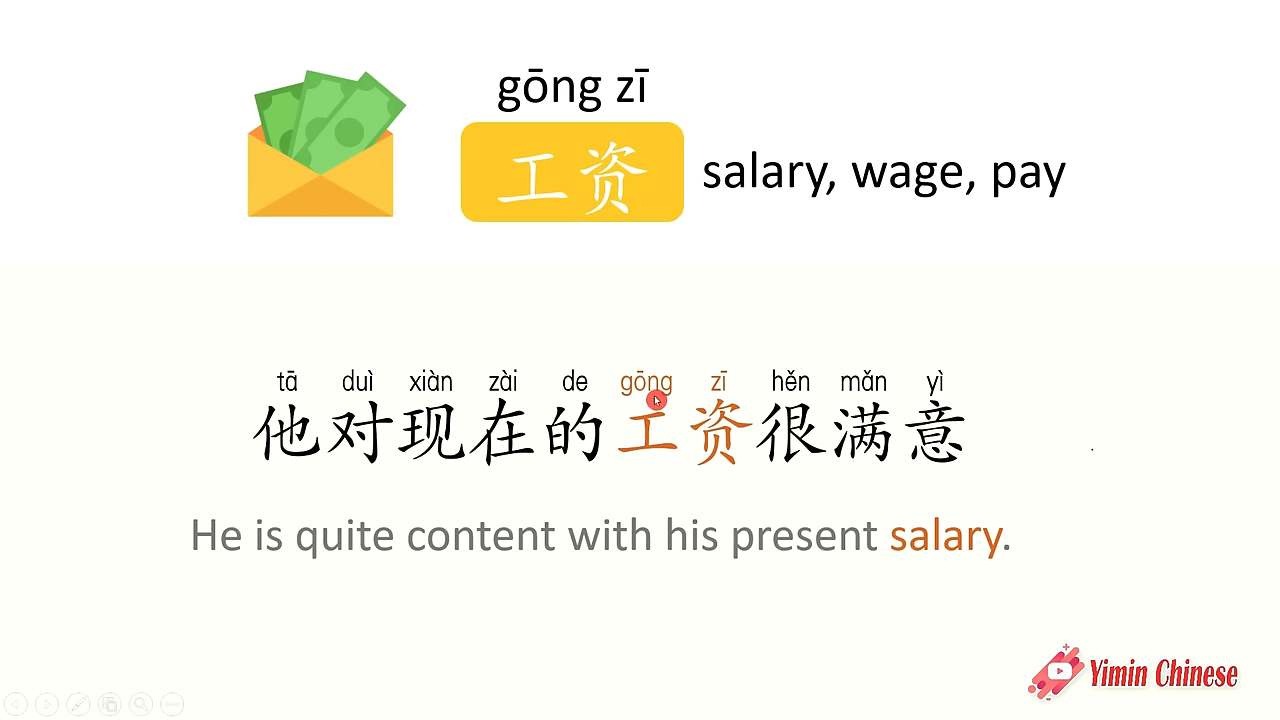 gōng zī
工资
salary, wage, pay
tā duì xiàn zài de gōng zī hěn mǎn yì
他对现在的工资很满意
He is quite content with his present salary.
Yimin Chinese